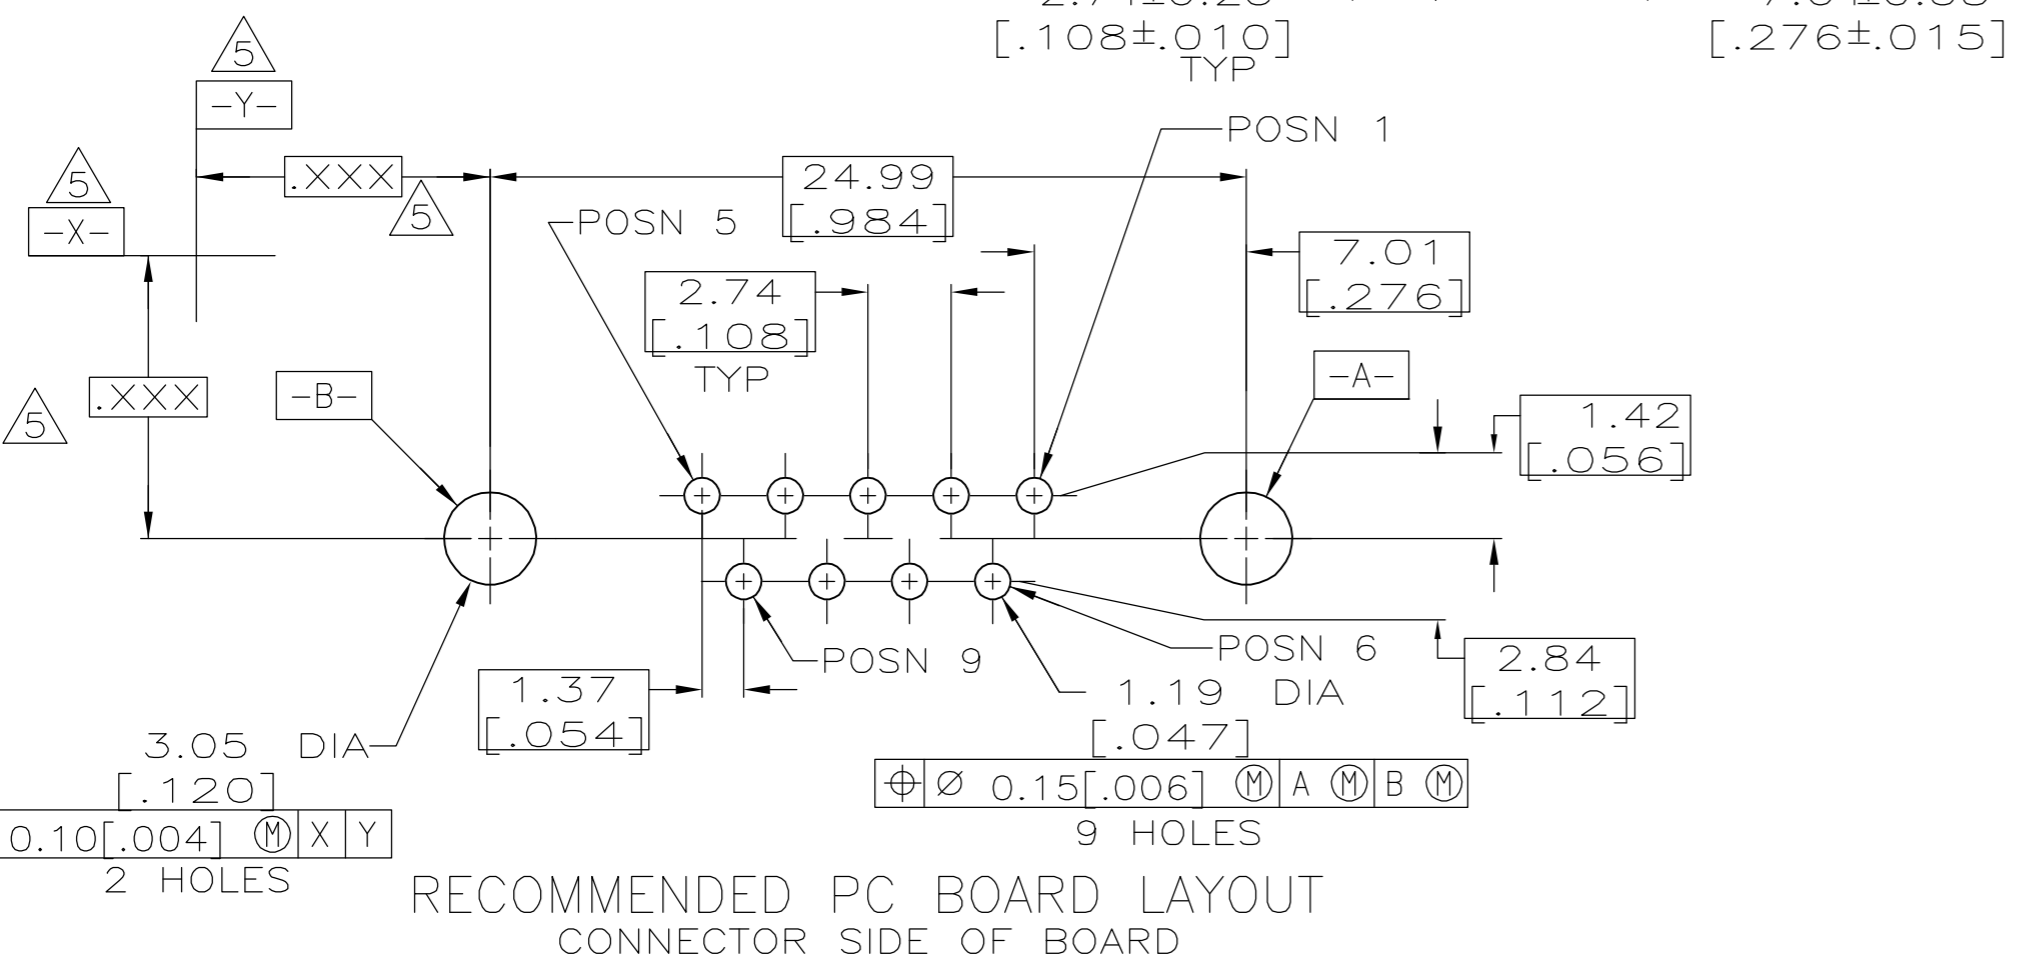 [.108±.010]
TYP
[.276±.015]
5
-Y-
5
-X-
.XXX
5
24.99
[.984]
POSN 1
POSN 5
7.01
[.276]
2.74
[.108]
TYP
-B-
-A-
.XXX
5
1.42
[.056]
POSN 9
POSN 6
1.37
[.054]
1.19 DIA
[.047]
2.84
[.112]
3.05 DIA
[.120]
⌖ ⌀ 0.15[.006] Ⓜ A Ⓜ B Ⓜ
9 HOLES
0.10[.004] Ⓜ X Y
2 HOLES
RECOMMENDED PC BOARD LAYOUT
CONNECTOR SIDE OF BOARD